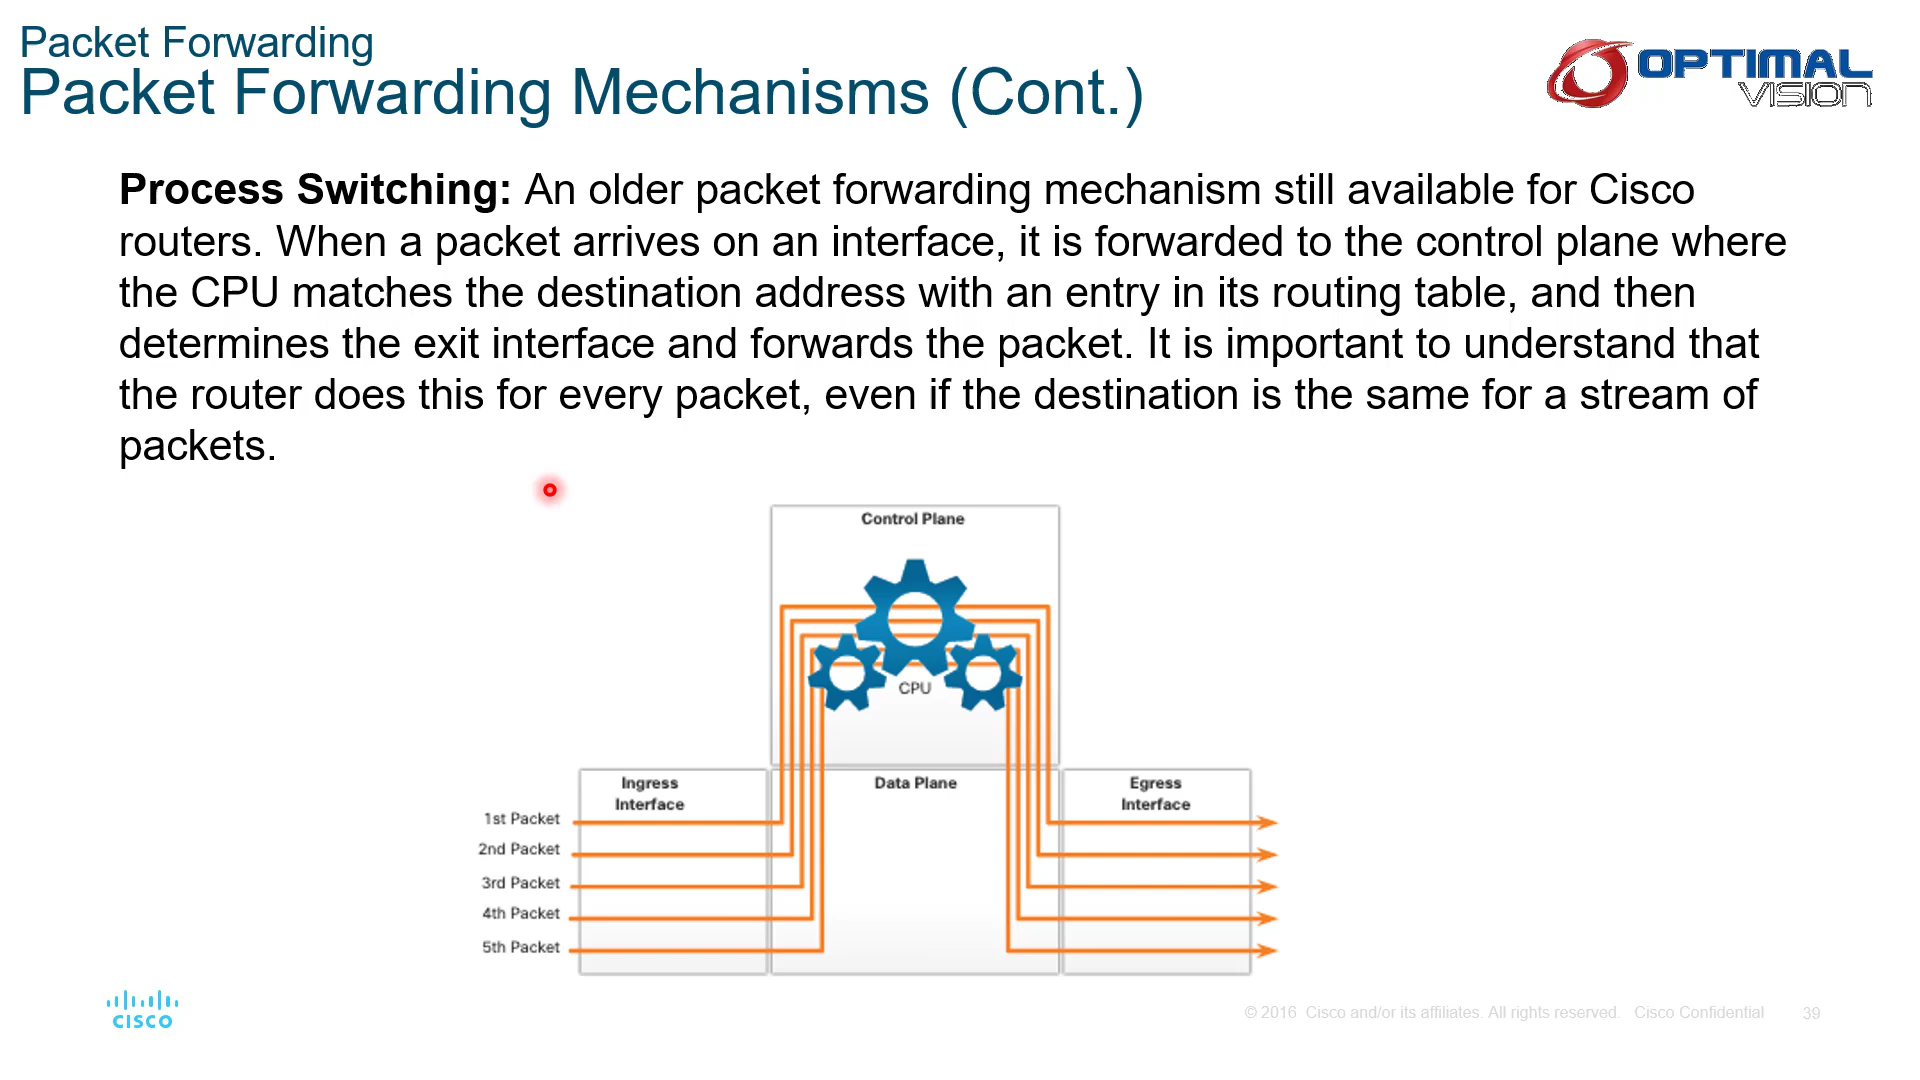 Packet Forwarding
Packet Forwarding Mechanisms (Cont.)
OPTIMAL
VISION
Process Switching: An older packet forwarding mechanism still available for Cisco
routers. When a packet arrives on an interface, it is forwarded to the control plane where
the CPU matches the destination address with an entry in its routing table, and then
determines the exit interface and forwards the packet. It is important to understand that
the router does this for every packet, even if the destination is the same for a stream of
packets.
Control Plane
CPU
Ingress
Interface
Data Plane
Egress
Interface
1st Packet
2nd Packet
3rd Packet
4th Packet
5th Packet
CISCO
© 2016 Cisco and/or its affiliates. All rights reserved. Cisco Confidential
39